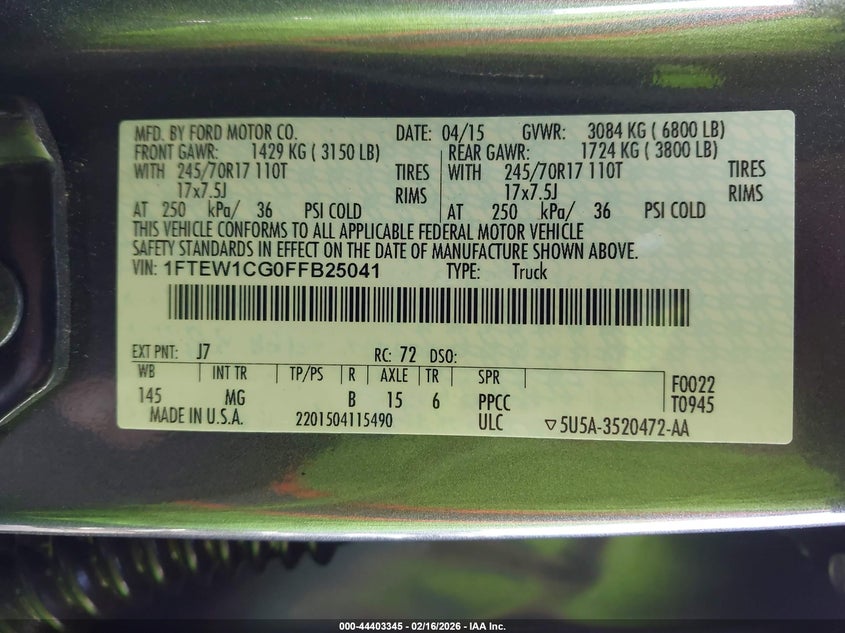 MFD. BY FORD MOTOR CO. DATE: 04/15 GVWR: 3084 KG ( 6800 LB)
FRONT GAWR: 1429 KG ( 3150 LB) REAR GAWR: 1724 KG ( 3800 LB)
WITH 245/70R17 110T TIRES WITH 245/70R17 110T TIRES
17x7.5J RIMS 17x7.5J RIMS
AT 250 kPa/ 36 PSI COLD AT 250 kPa/ 36 PSI COLD
THIS VEHICLE CONFORMS TO ALL APPLICABLE FEDERAL MOTOR VEHICLE
SAFETY STANDARDS IN EFFECT ON THE DATE OF MANUFACTURE SHOWN ABOVE.
VIN: 1FTEW1CG0FFB25041 TYPE: Truck
EXT PNT: J7 RC: 72 DSO:
WB INT TR TP/PS R AXLE TR SPR F0022
145 MG B 15 6 PPCC T0945
MADE IN U.S.A. 2201504115490 ULC ▽5U5A-3520472-AA
000-44403345 - 02/16/2026 - IAA Inc.